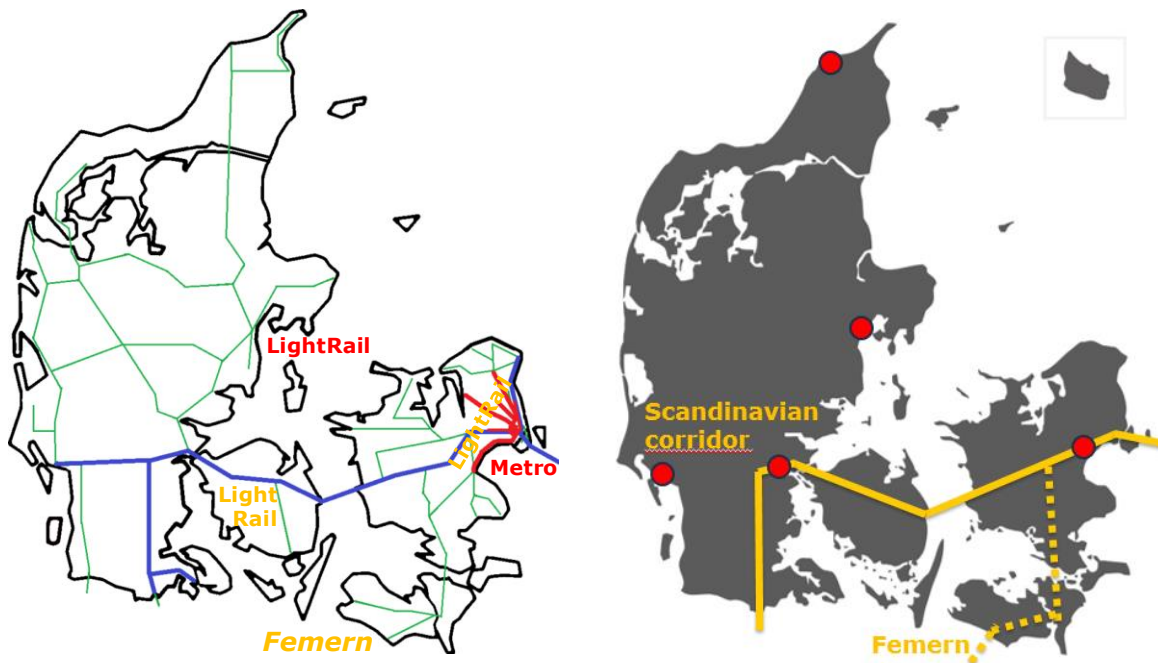 LightRail
LightRail
Metro
Light
Rail
Femern
Scandinavian
corridor
Femern